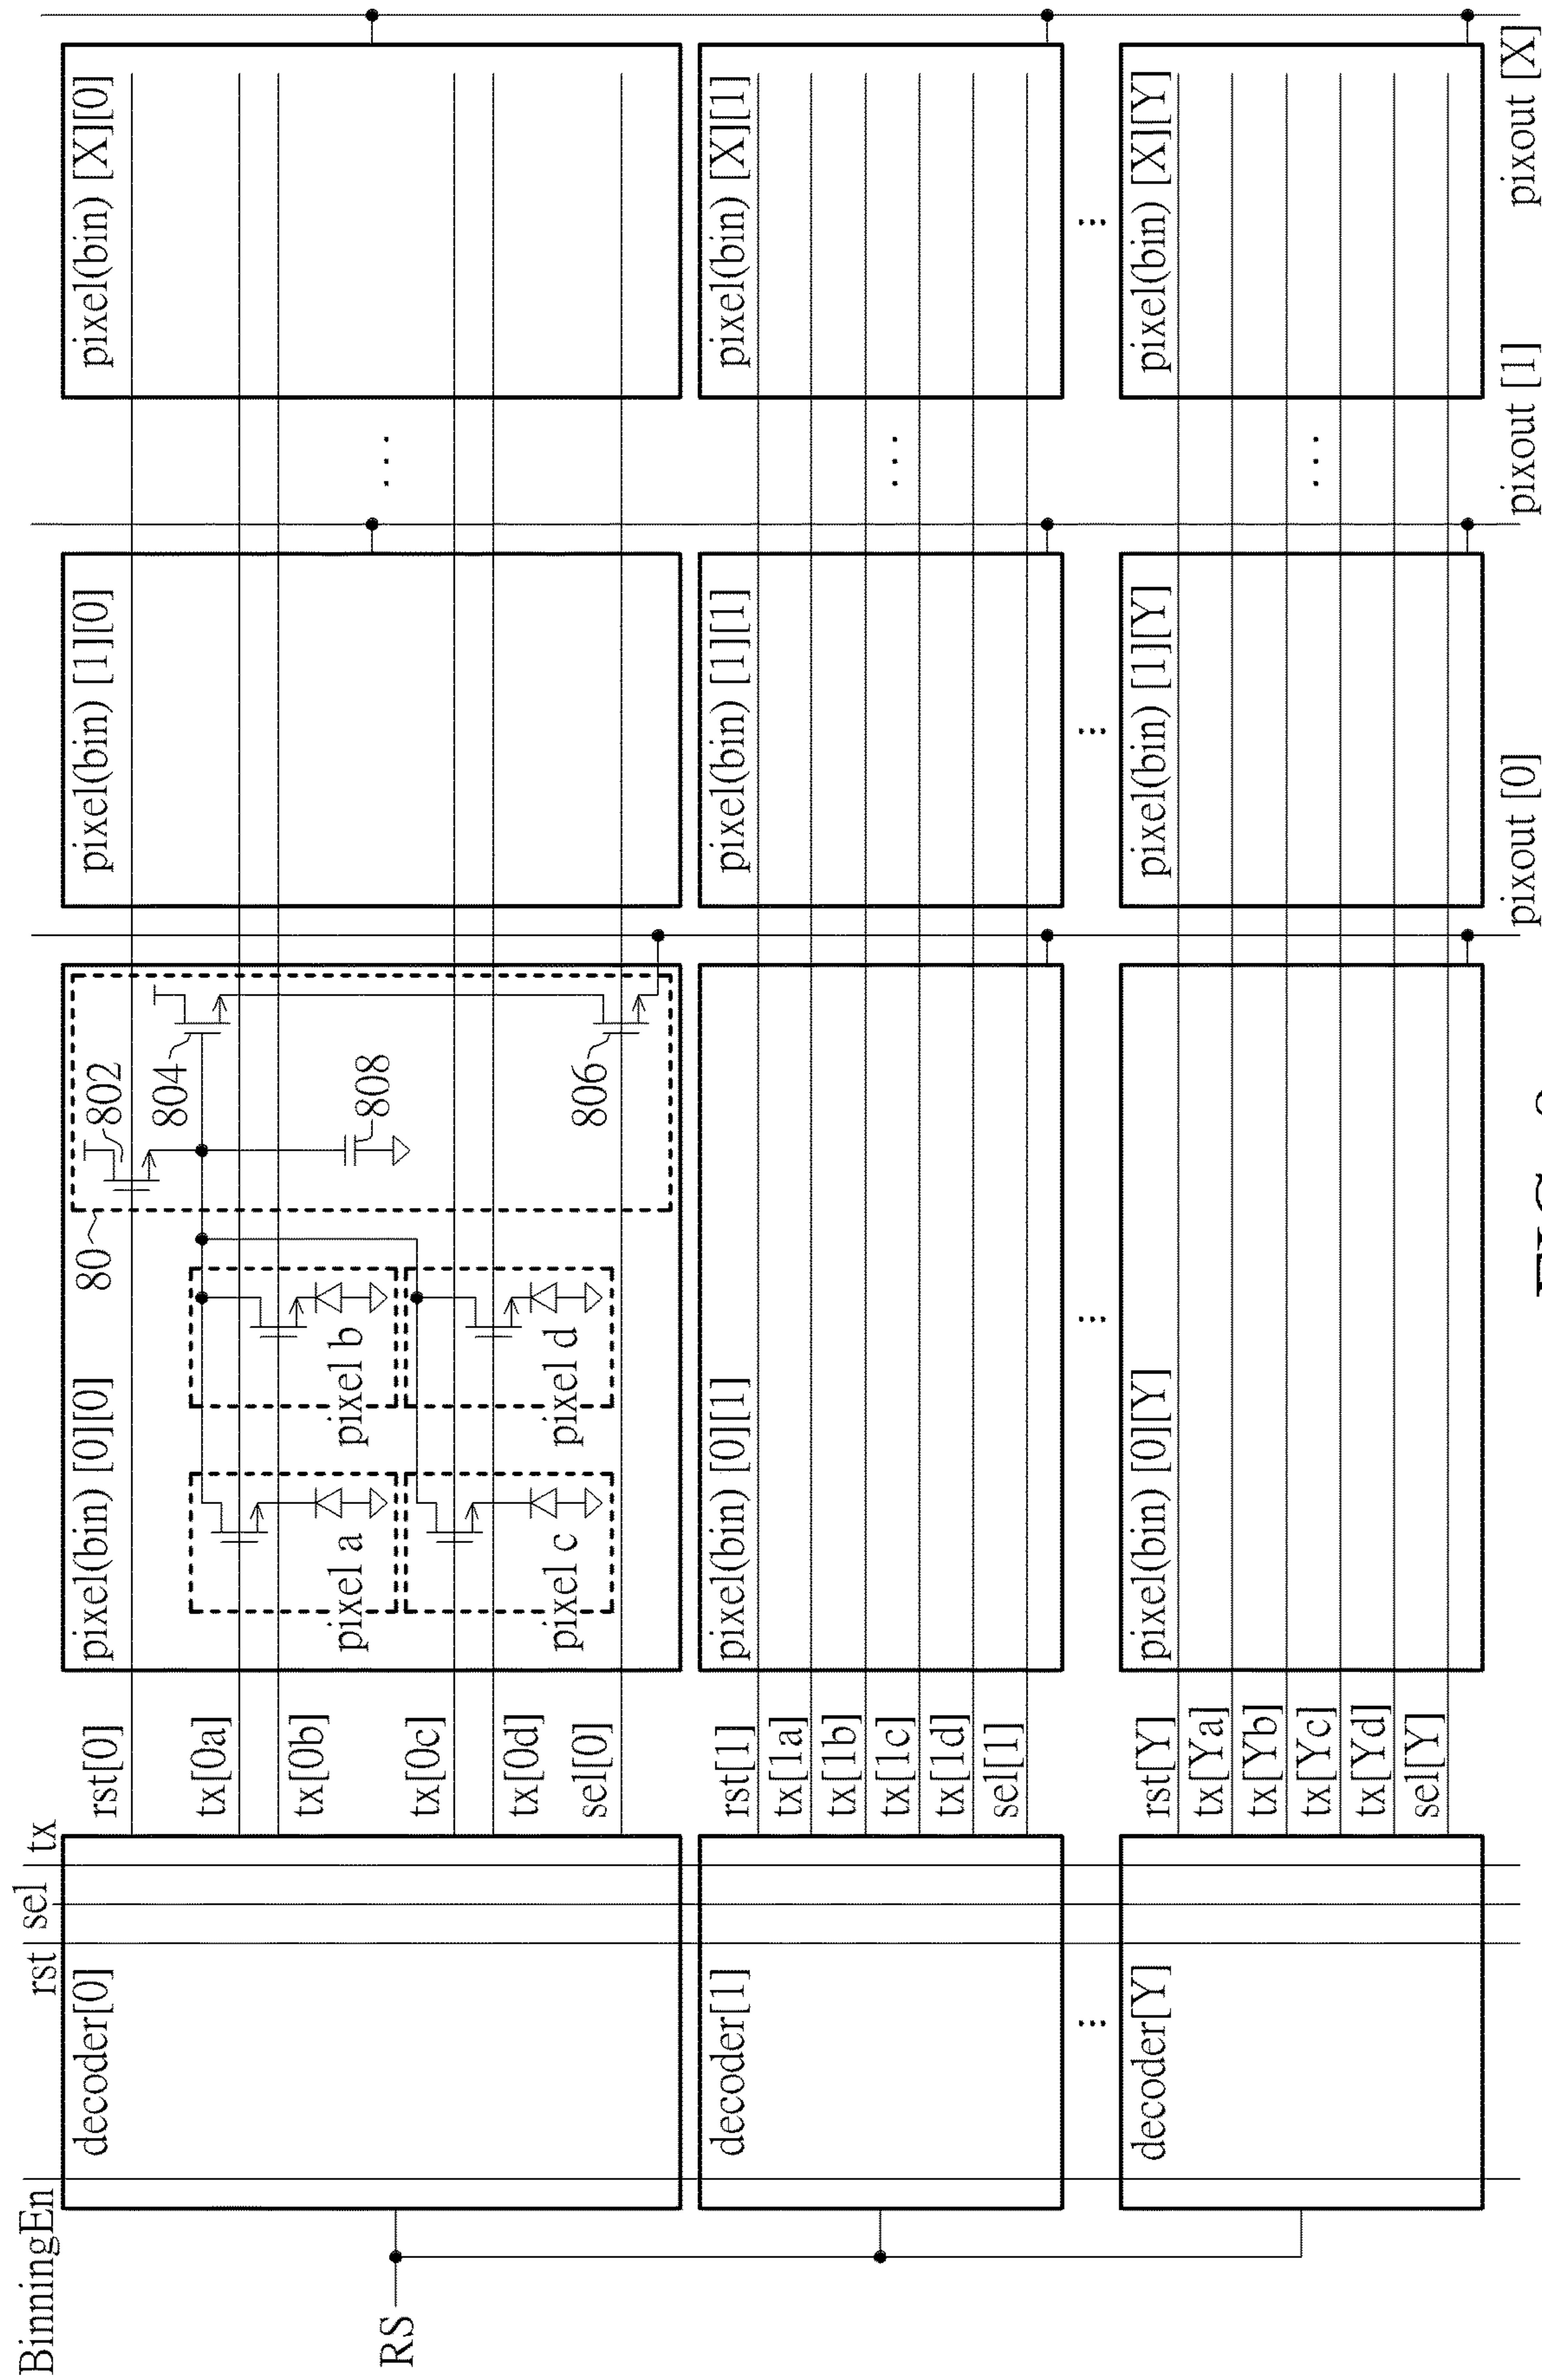 BinningEn
rst
sel
tx
RS
decoder[0]
rst[0]
tx[0a]
tx[0b]
tx[0c]
tx[0d]
sel[0]
pixel(bin) [0][0]
pixel a
pixel b
pixel c
pixel d
80
802
804
808
806
pixel(bin) [1][0]
...
pixel(bin) [X][0]
decoder[1]
rst[1]
tx[1a]
tx[1b]
tx[1c]
tx[1d]
sel[1]
pixel(bin) [0][1]
pixel(bin) [1][1]
...
pixel(bin) [X][1]
decoder[Y]
rst[Y]
tx[Ya]
tx[Yb]
tx[Yc]
tx[Yd]
sel[Y]
pixel(bin) [0][Y]
pixel(bin) [1][Y]
...
pixel(bin) [X][Y]
pixout [0]
pixout [1]
pixout [X]